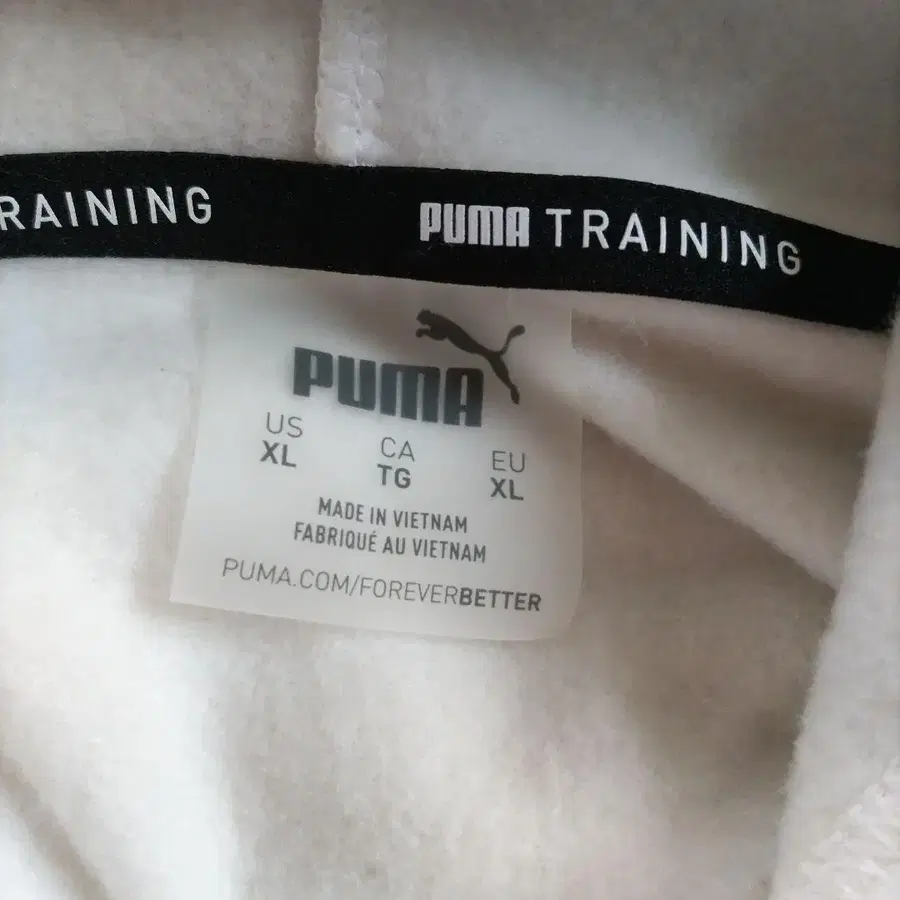 RAINING
PUMA TRAINING
PUMA
US CA EU
XL TG XL
MADE IN VIETNAM
FABRIQUÉ AU VIETNAM
PUMA.COM/FOREVERBETTER